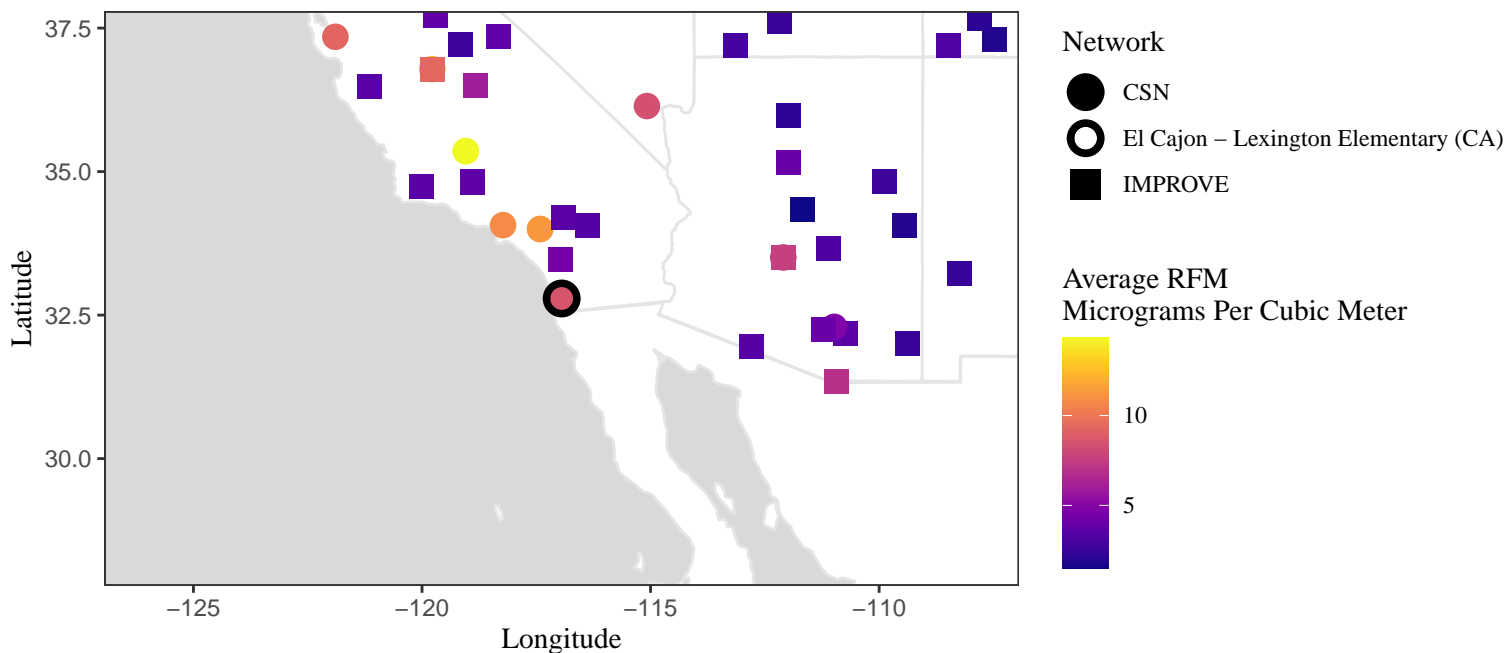 37.5
35.0
32.5
30.0
Latitude
−125
−120
−115
−110
Longitude
Network
CSN
El Cajon − Lexington Elementary (CA)
IMPROVE
Average RFM
Micrograms Per Cubic Meter
10
5